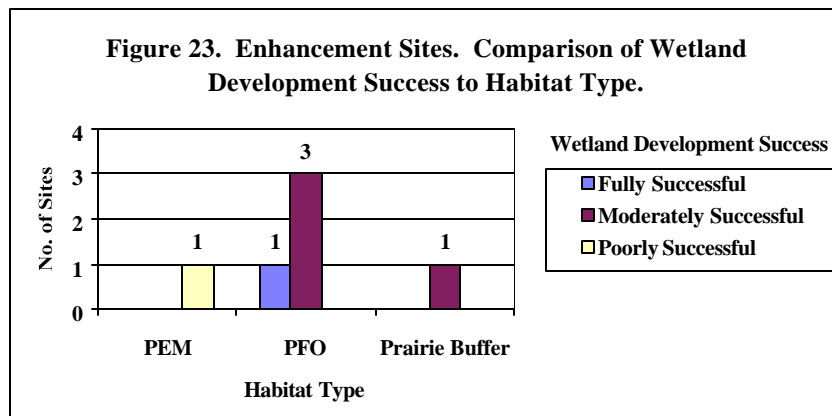 Figure 23.  Enhancement Sites.  Comparison of Wetland
Development Success to Habitat Type.
4
3
2
1
0
No. of Sites
1
1
3
1
PEM
PFO
Prairie Buffer
Habitat Type
Wetland Development Success
Fully Successful
Moderately Successful
Poorly Successful